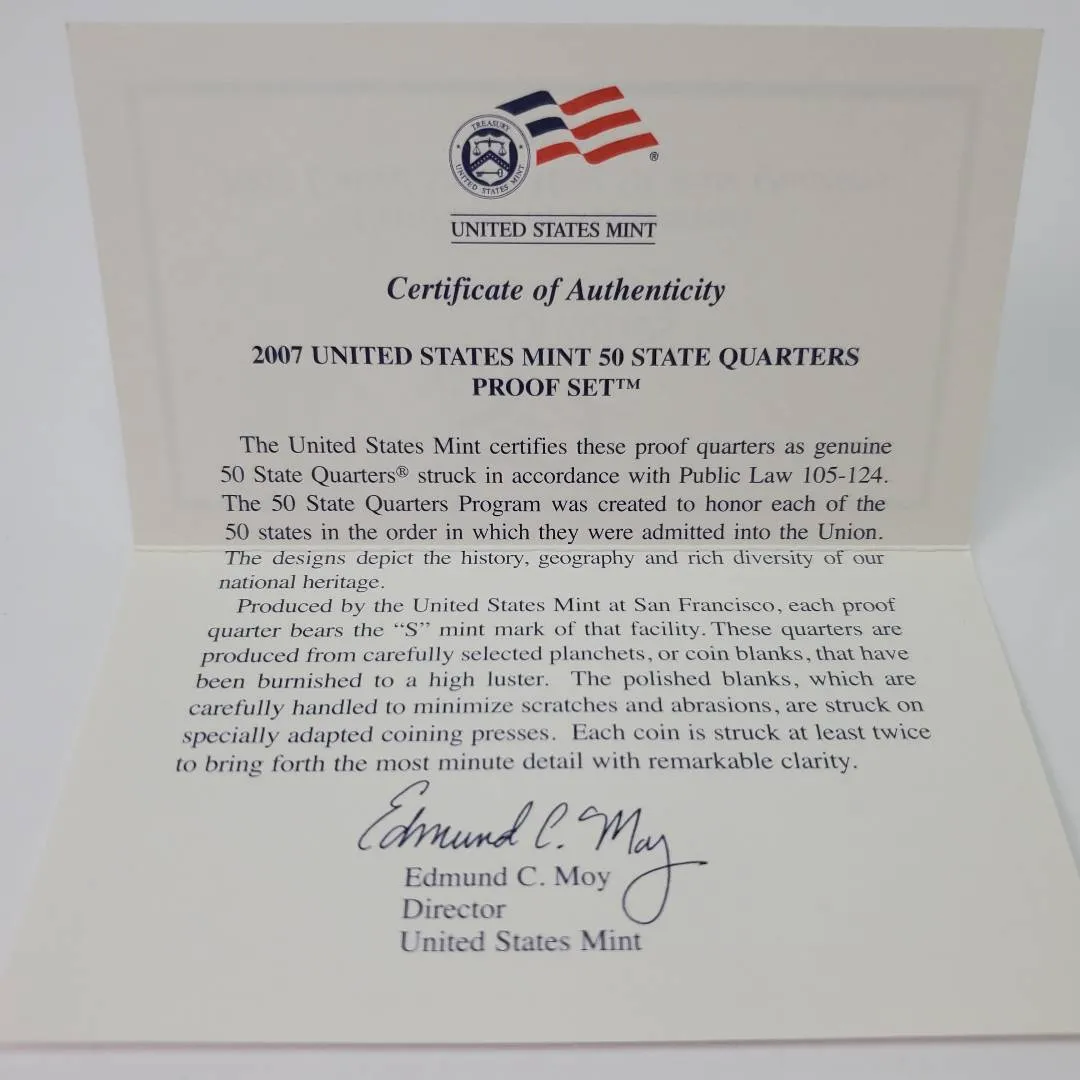 TREASURY
UNITED STATES MINT
®
UNITED STATES MINT
Certificate of Authenticity
2007 UNITED STATES MINT 50 STATE QUARTERS
PROOF SET™
The United States Mint certifies these proof quarters as genuine
50 State Quarters® struck in accordance with Public Law 105-124.
The 50 State Quarters Program was created to honor each of the
50 states in the order in which they were admitted into the Union.
The designs depict the history, geography and rich diversity of our
national heritage.
Produced by the United States Mint at San Francisco, each proof
quarter bears the “S” mint mark of that facility. These quarters are
produced from carefully selected planchets, or coin blanks, that have
been burnished to a high luster. The polished blanks, which are
carefully handled to minimize scratches and abrasions, are struck on
specially adapted coining presses. Each coin is struck at least twice
to bring forth the most minute detail with remarkable clarity.
Edmund C. Moy
Edmund C. Moy
Director
United States Mint